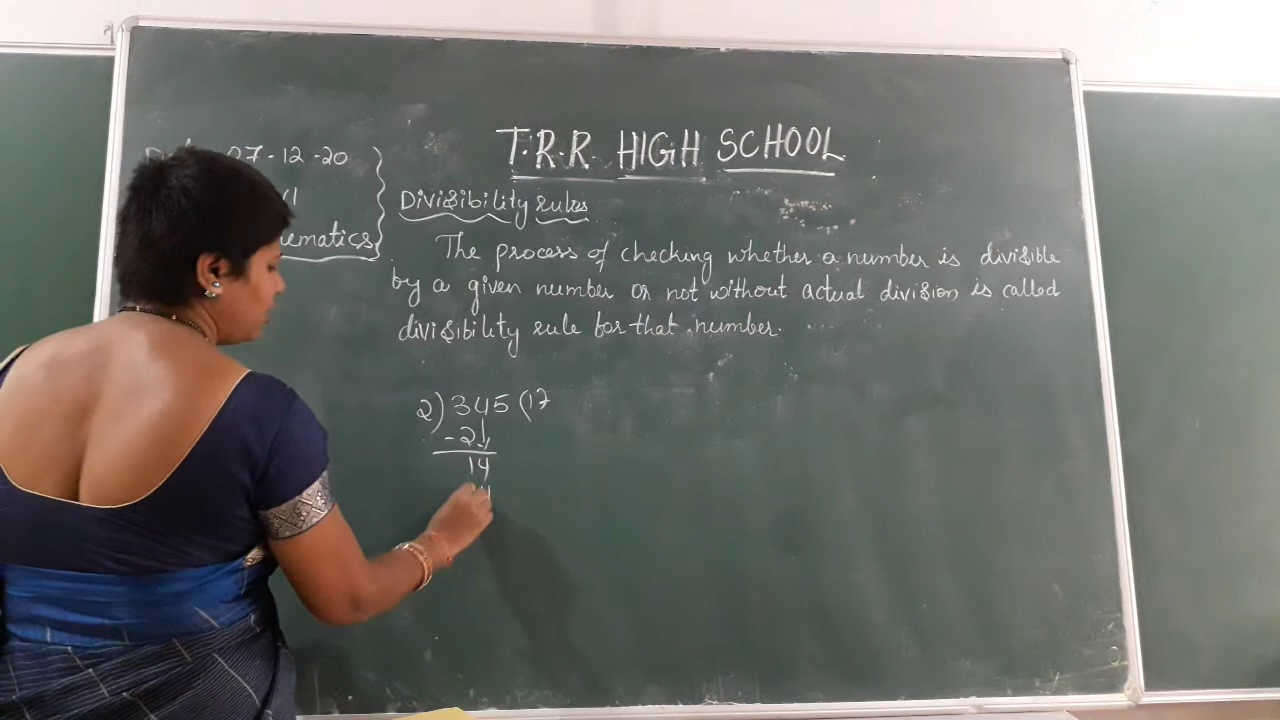 T.R.R. HIGH SCHOOL
27-12-20
Divisibility rules
The process of checking whether a number is divisible
by a given number or not without actual division is called
divisibility rule for that number.
2) 345 (17
-2↓
14